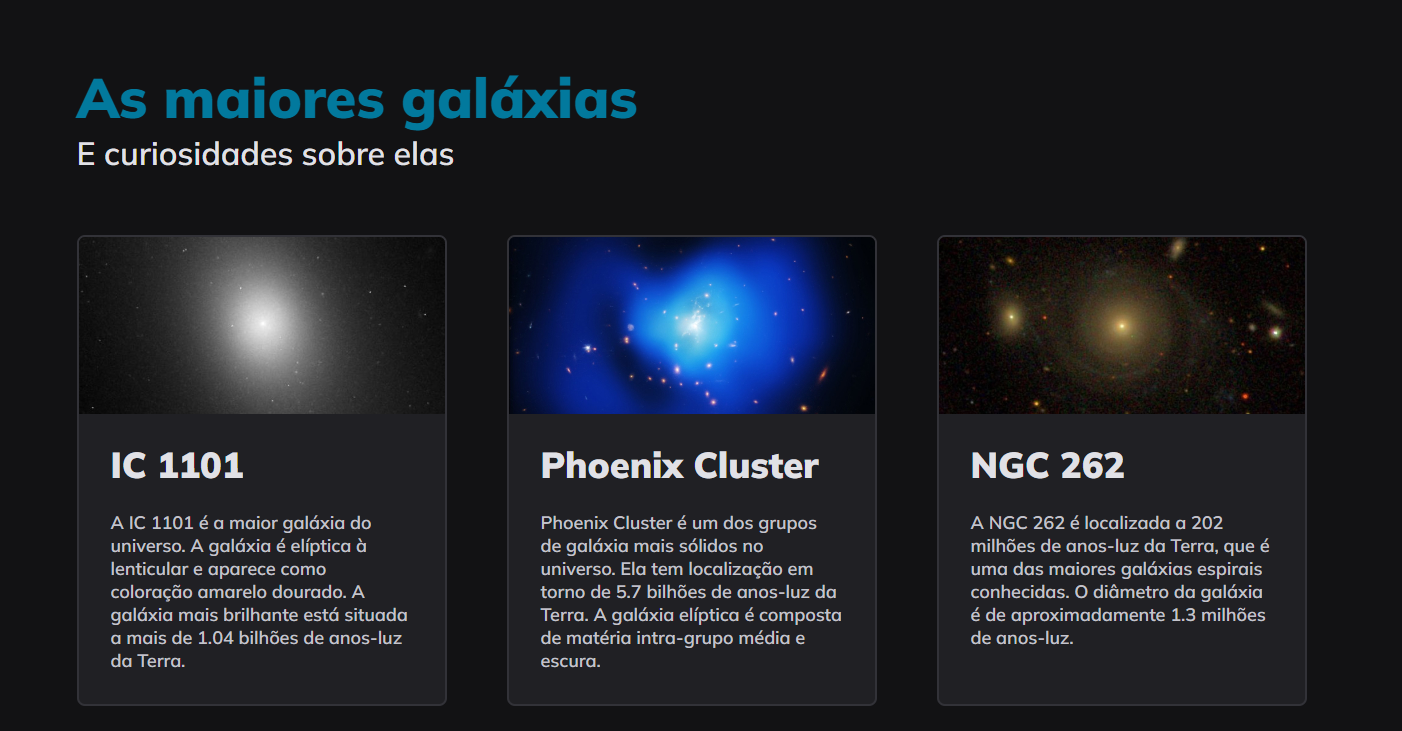 As maiores galáxias
E curiosidades sobre elas
IC 1101
A IC 1101 é a maior galáxia do
universo. A galáxia é elíptica à
lenticular e aparece como
coloração amarelo dourado. A
galáxia mais brilhante está situada
a mais de 1.04 bilhões de anos-luz
da Terra.
Phoenix Cluster
Phoenix Cluster é um dos grupos
de galáxia mais sólidos no
universo. Ela tem localização em
torno de 5.7 bilhões de anos-luz da
Terra. A galáxia elíptica é composta
de matéria intra-grupo média e
escura.
NGC 262
A NGC 262 é localizada a 202
milhões de anos-luz da Terra, que é
uma das maiores galáxias espirais
conhecidas. O diâmetro da galáxia
é de aproximadamente 1.3 milhões
de anos-luz.